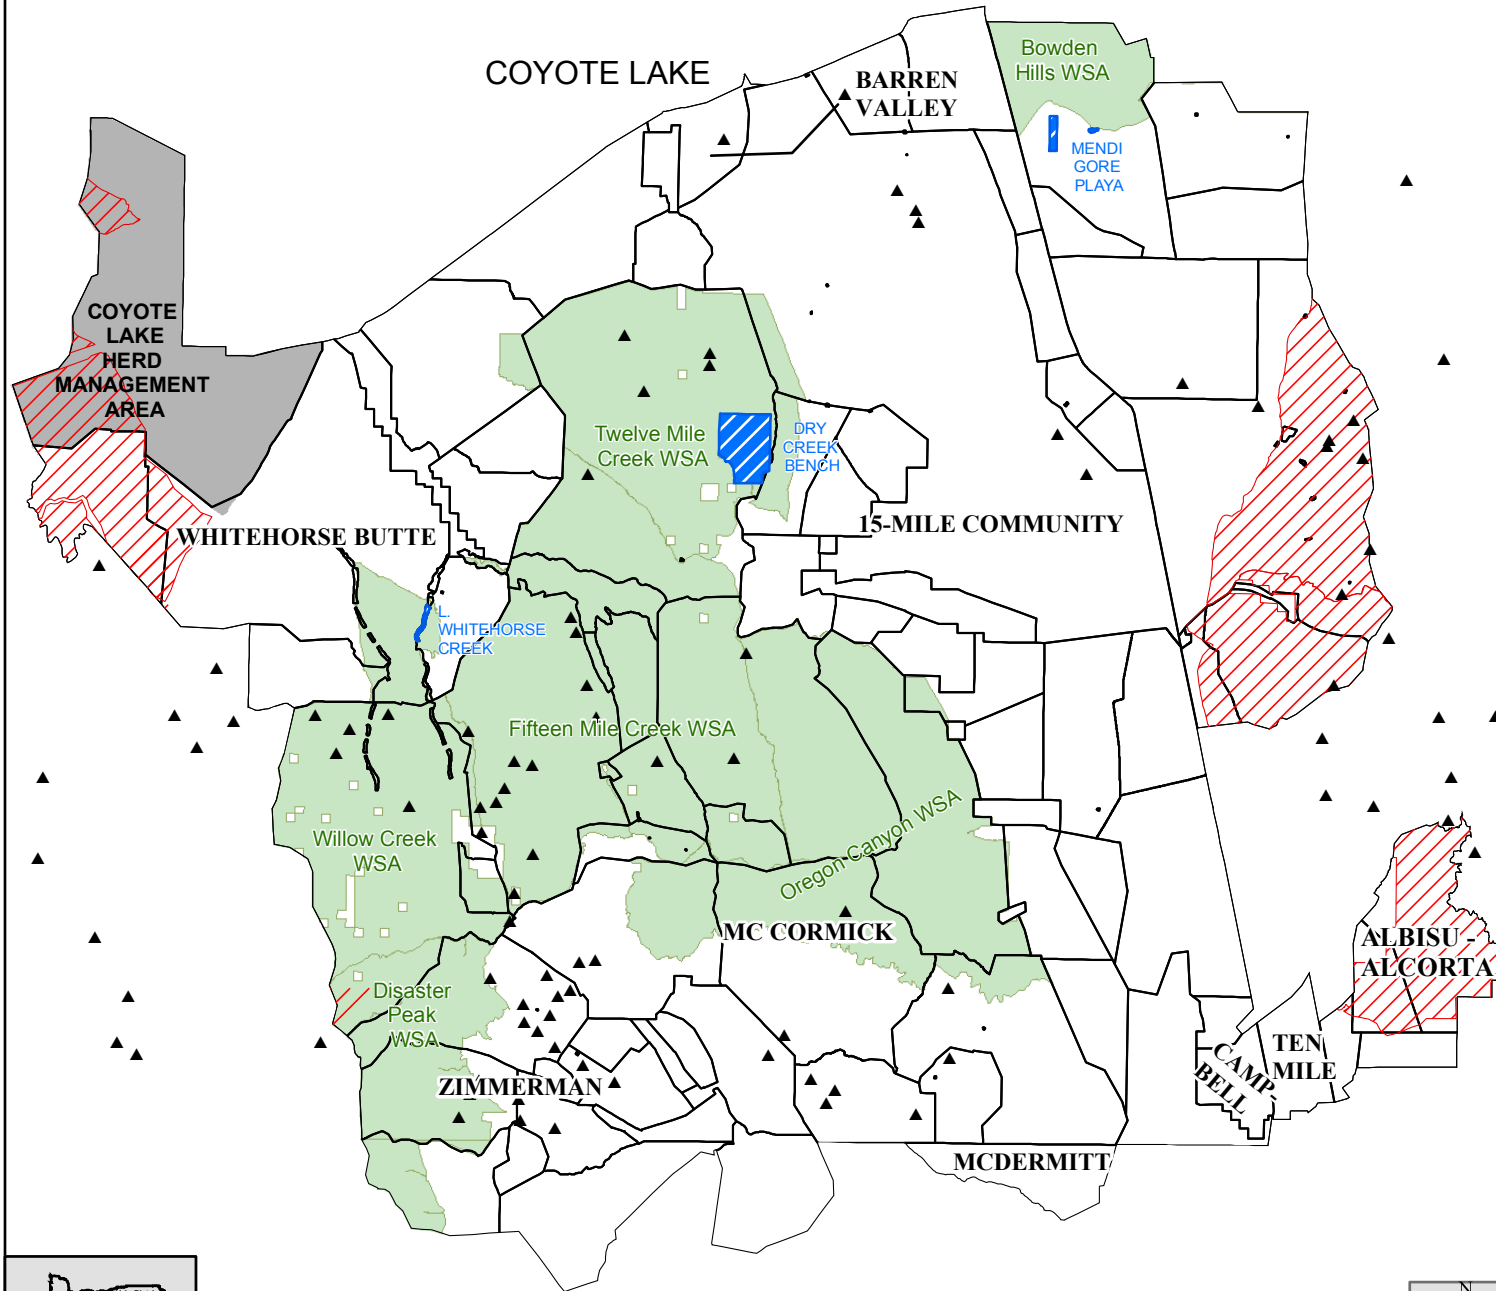 COYOTE LAKE
BARREN
VALLEY
Bowden
Hills WSA
MENDI
GORE
PLAYA
COYOTE
LAKE
HERD
MANAGEMENT
AREA
Twelve Mile
Creek WSA
DRY
CREEK
BENCH
WHITEHORSE BUTTE
15-MILE COMMUNITY
L.
WHITEHORSE
CREEK
Fifteen Mile Creek WSA
Willow Creek
WSA
Oregon Canyon WSA
MC CORMICK
ALBISU -
ALCORTA
Disaster
Peak
WSA
ZIMMERMAN
CAMP-
BELL
TEN
MILE
MCDERMITT
N